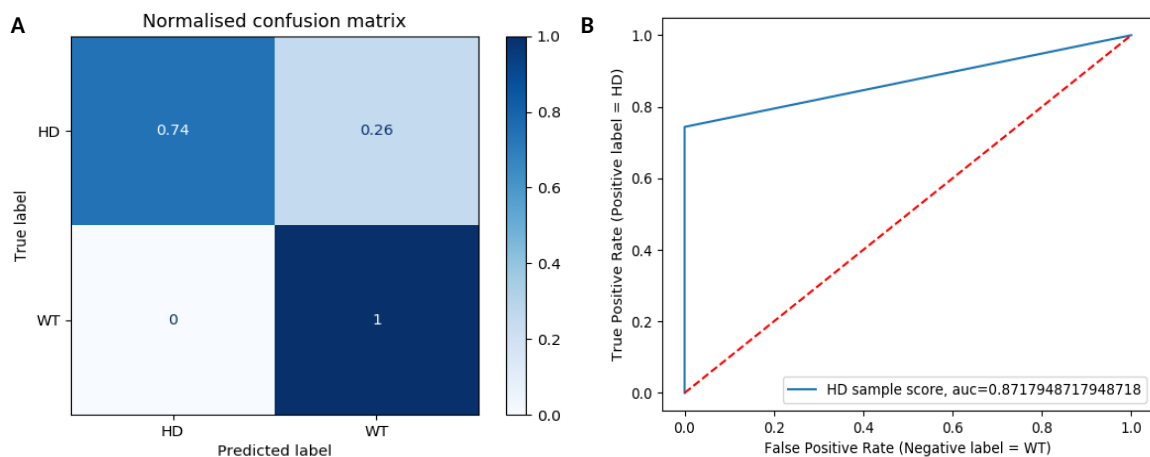 A
Normalised confusion matrix
True label
HD
WT
0.74
0.26
0
1
HD
WT
Predicted label
1.0
0.8
0.6
0.4
0.2
0.0
B
True Positive Rate (Positive label = HD)
1.0
0.8
0.6
0.4
0.2
0.0
HD sample score, auc=0.8717948717948718
0.0
0.2
0.4
0.6
0.8
1.0
False Positive Rate (Negative label = WT)